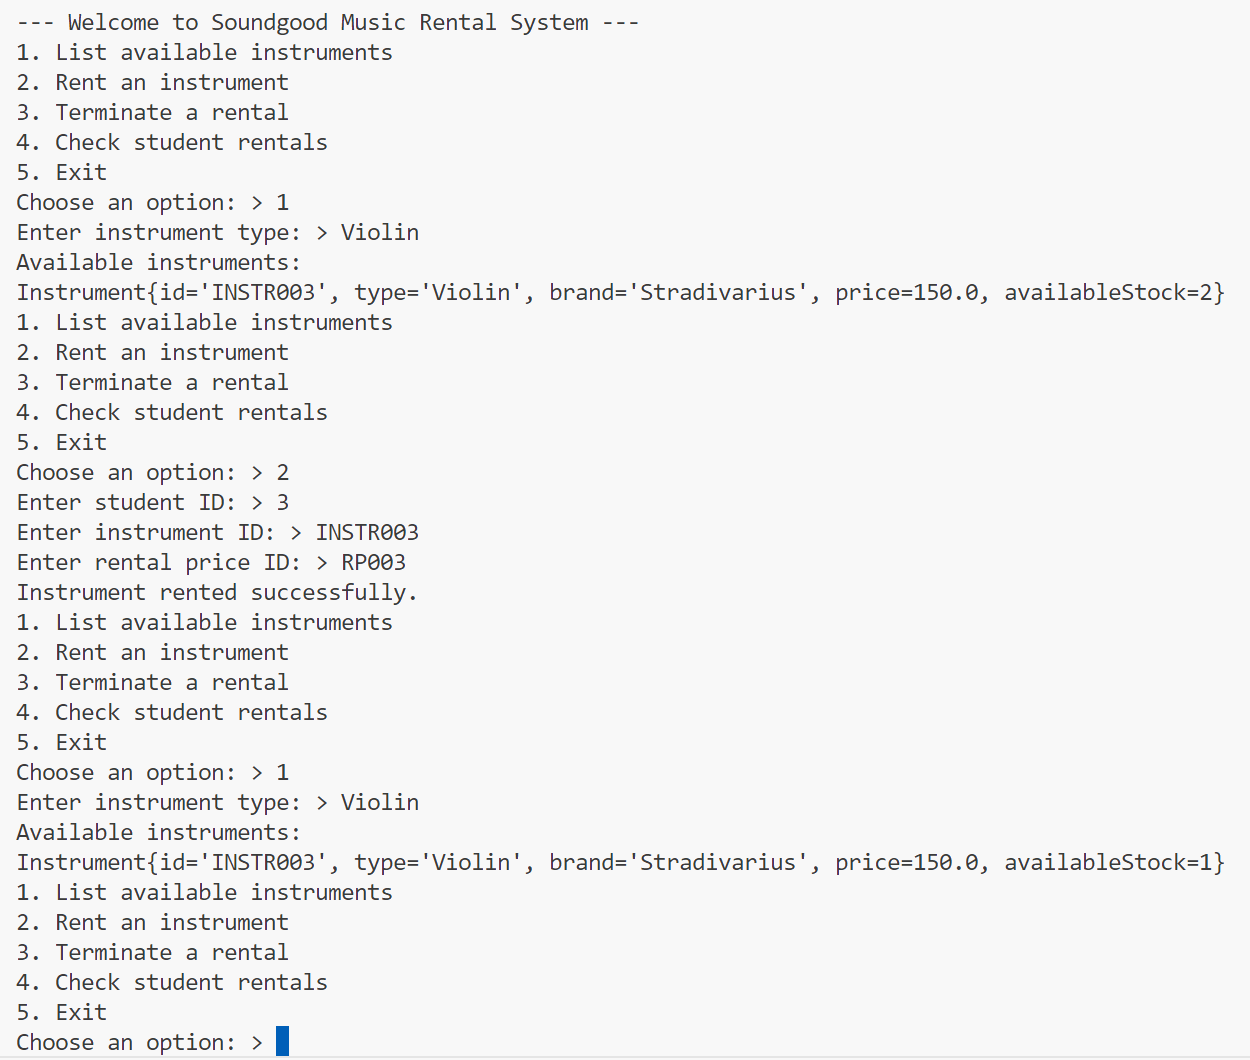 --- Welcome to Soundgood Music Rental System ---
1. List available instruments
2. Rent an instrument
3. Terminate a rental
4. Check student rentals
5. Exit
Choose an option: > 1
Enter instrument type: > Violin
Available instruments:
Instrument{id='INSTR003', type='Violin', brand='Stradivarius', price=150.0, availableStock=2}
1. List available instruments
2. Rent an instrument
3. Terminate a rental
4. Check student rentals
5. Exit
Choose an option: > 2
Enter student ID: > 3
Enter instrument ID: > INSTR003
Enter rental price ID: > RP003
Instrument rented successfully.
1. List available instruments
2. Rent an instrument
3. Terminate a rental
4. Check student rentals
5. Exit
Choose an option: > 1
Enter instrument type: > Violin
Available instruments:
Instrument{id='INSTR003', type='Violin', brand='Stradivarius', price=150.0, availableStock=1}
1. List available instruments
2. Rent an instrument
3. Terminate a rental
4. Check student rentals
5. Exit
Choose an option: >